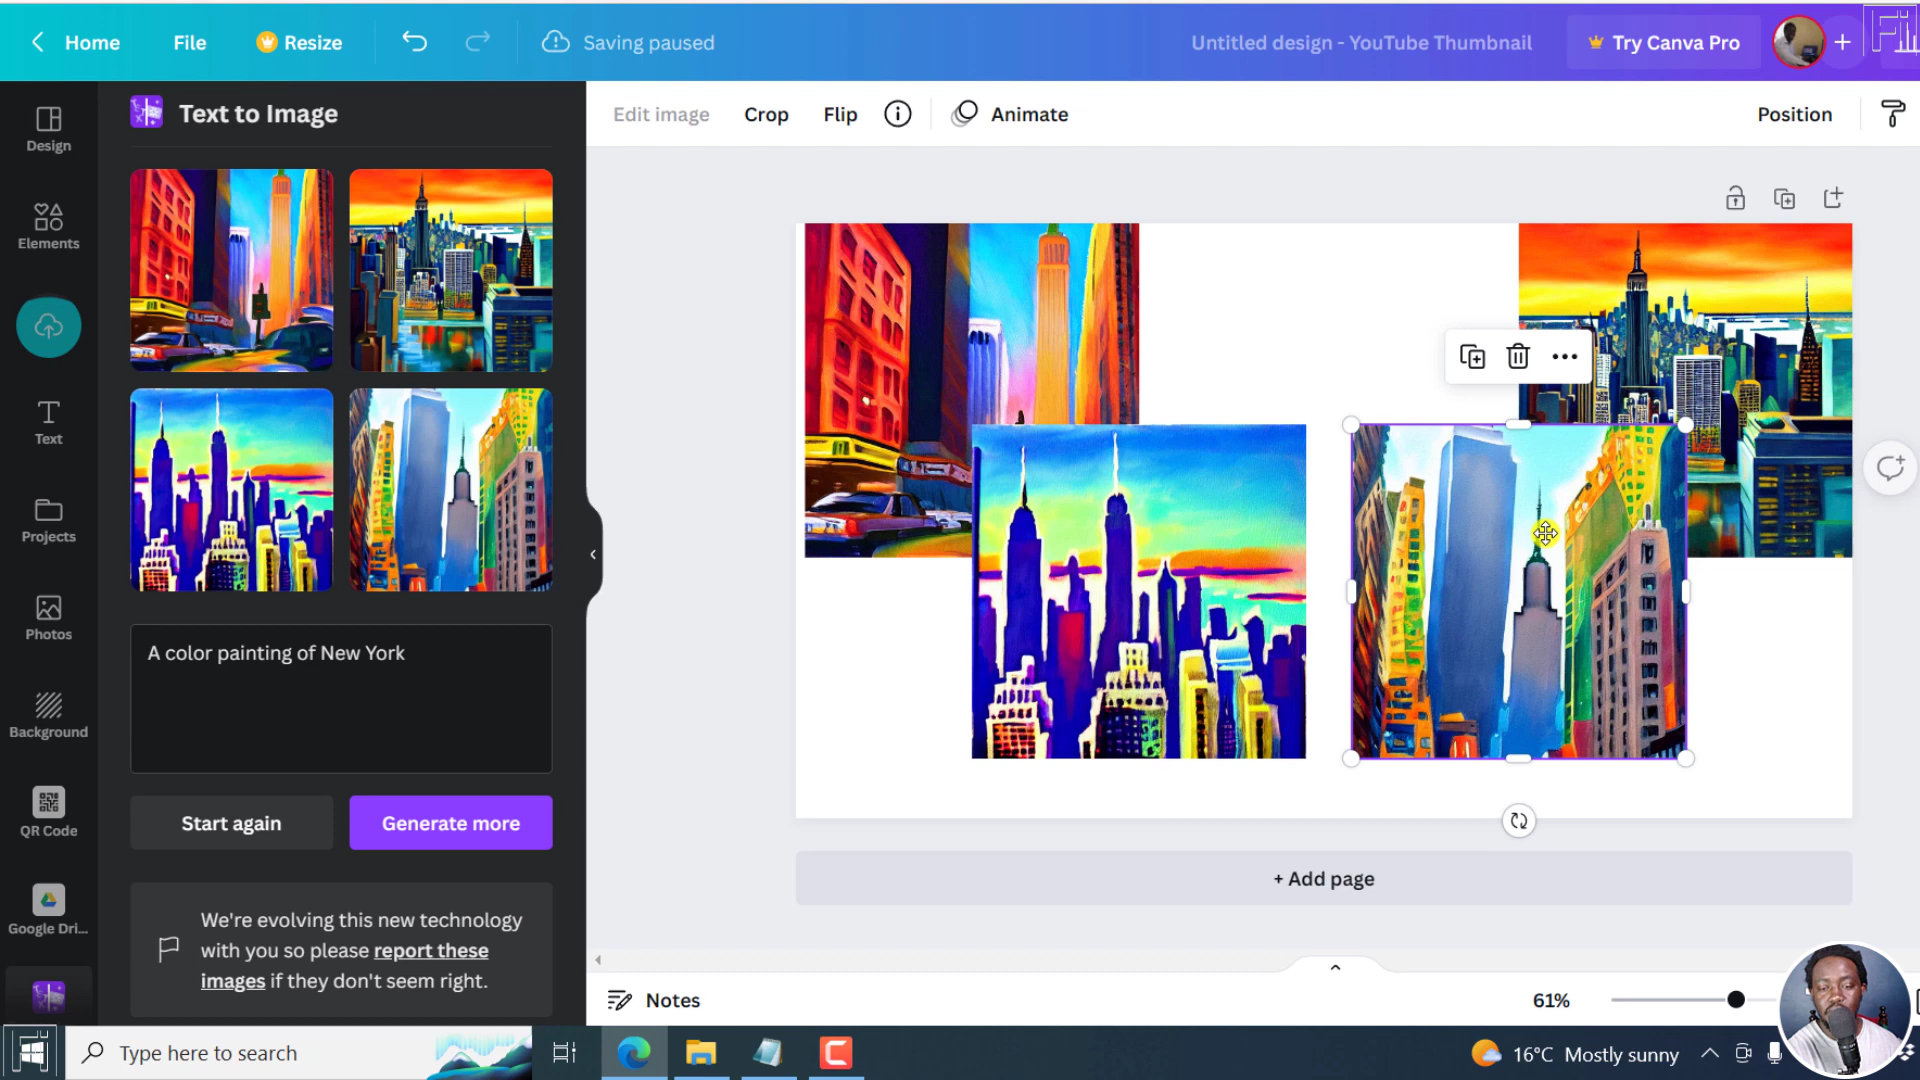 Home
File
Resize
Saving paused
Untitled design - YouTube Thumbnail
Try Canva Pro
Text to Image
Edit image
Crop
Flip
Animate
Position
Design
Elements
Text
Projects
Photos
Background
QR Code
Google Dri...
A color painting of New York
Start again
Generate more
We're evolving this new technology
with you so please report these
images if they don't seem right.
+ Add page
Notes
61%
Type here to search
16°C Mostly sunny